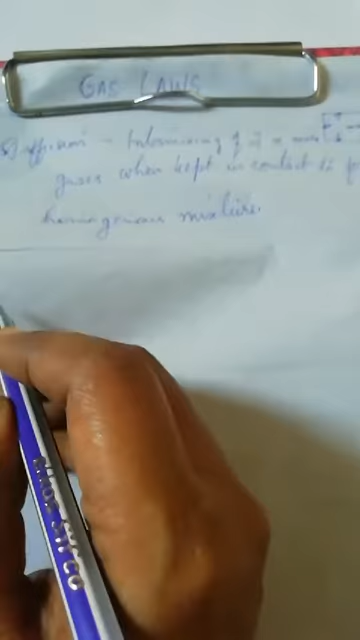 GAS LAWS
Diffusion - Intermixing of 2 or more
gases when kept in contact to f
homogenous mixture.